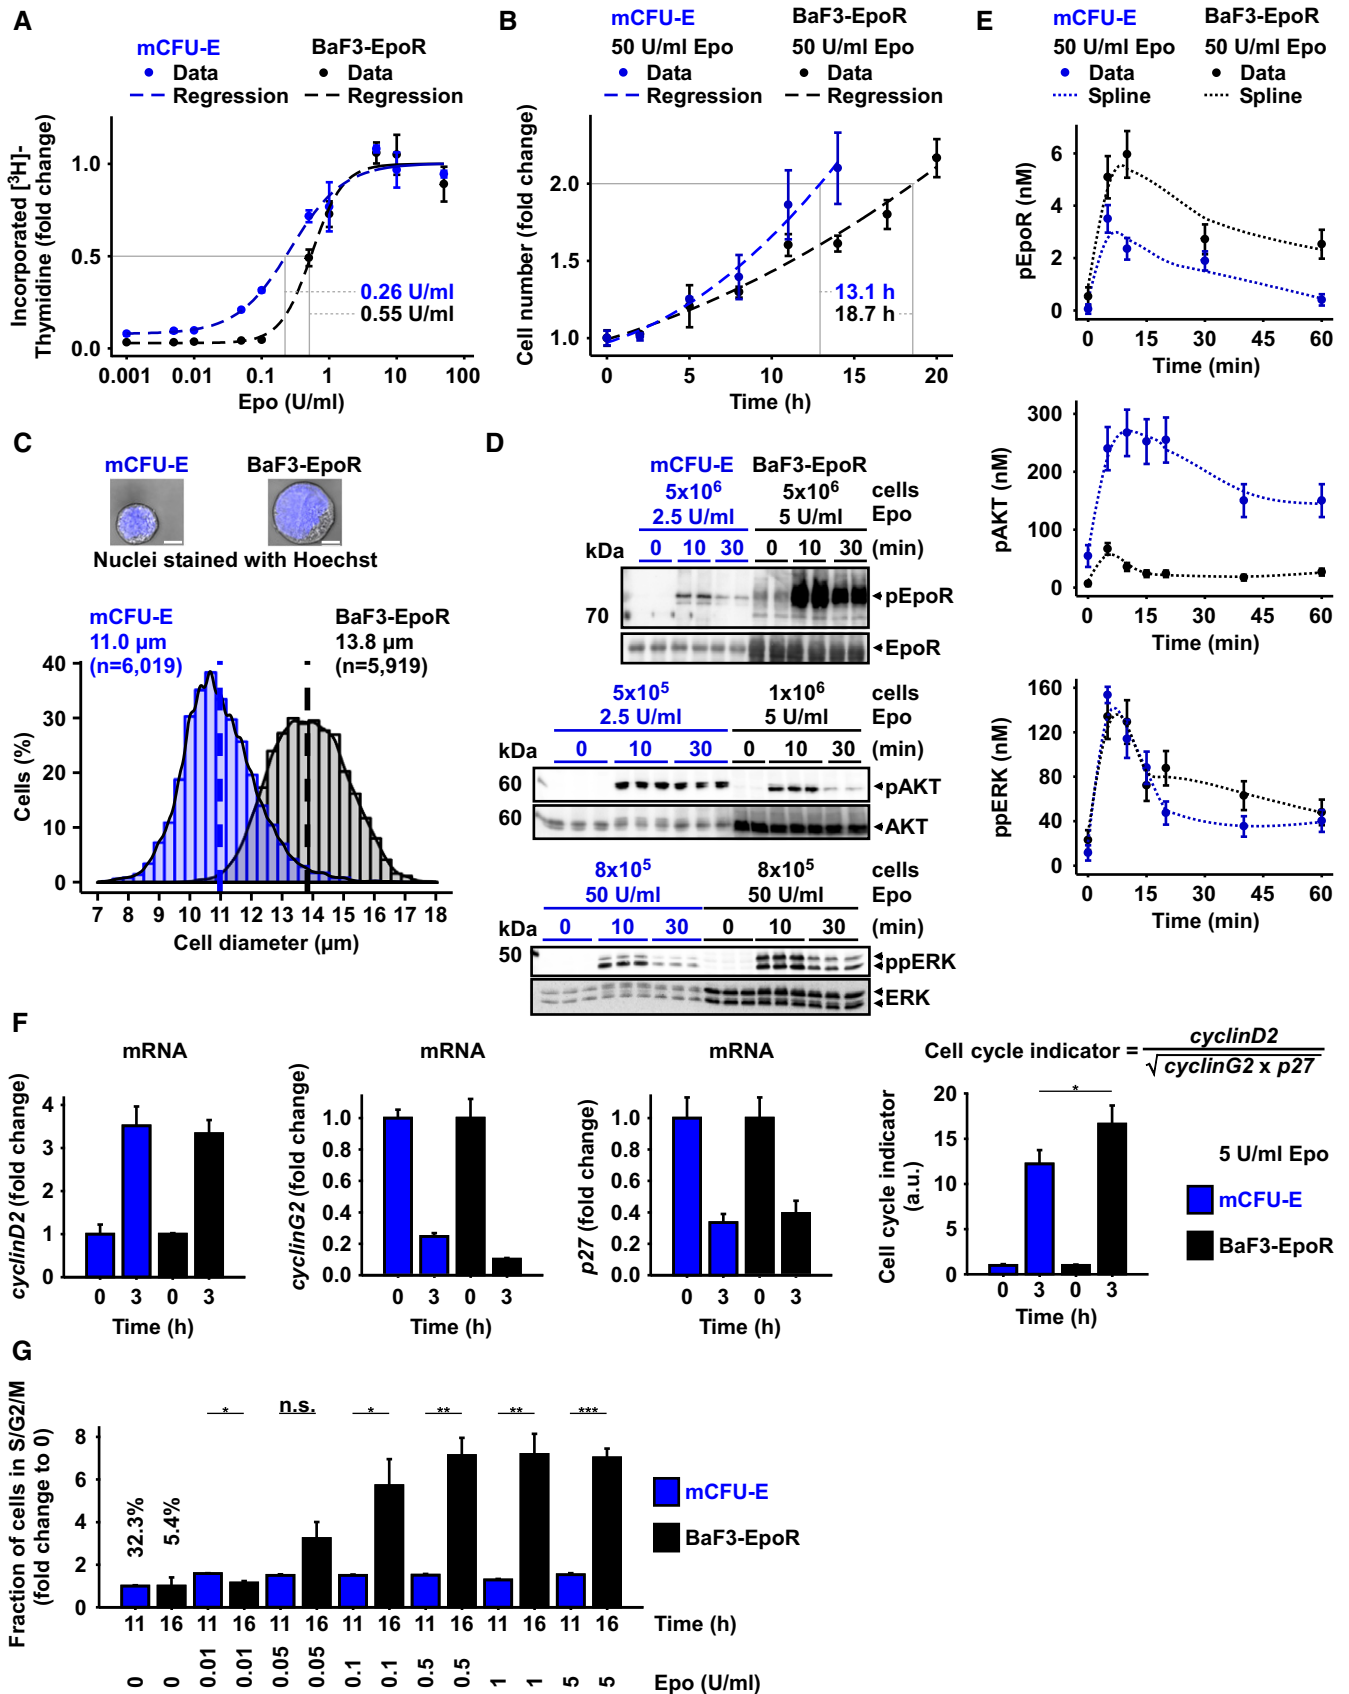 A
mCFU-E
BaF3-EpoR
Data
Data
Regression
Regression
Incorporated [³H]-
Thymidine (fold change)
1.0
0.5
0.0
0.26 U/ml
0.55 U/ml
0.001 0.01 0.1 1 10 100
Epo (U/ml)
B
mCFU-E
BaF3-EpoR
50 U/ml Epo
50 U/ml Epo
Data
Data
Regression
Regression
Cell number (fold change)
2.0
1.5
1.0
13.1 h
18.7 h
0 5 10 15 20
Time (h)
E
mCFU-E
BaF3-EpoR
50 U/ml Epo
50 U/ml Epo
Data
Data
Spline
Spline
pEpoR (nM)
6
4
2
0
0 15 30 45 60
Time (min)
pAKT (nM)
300
200
100
0
0 15 30 45 60
Time (min)
ppERK (nM)
160
120
80
40
0
0 15 30 45 60
Time (min)
C
mCFU-E
BaF3-EpoR
Nuclei stained with Hoechst
mCFU-E
11.0 µm
(n=6,019)
BaF3-EpoR
13.8 µm
(n=5,919)
Cells (%)
40
30
20
10
0
7 8 9 10 11 12 13 14 15 16 17 18
Cell diameter (µm)
D
mCFU-E BaF3-EpoR
5x10⁶ 5x10⁶ cells
2.5 U/ml 5 U/ml Epo
kDa 0 10 30 0 10 30 (min)
70
pEpoR
EpoR
5x10⁵ 1x10⁶ cells
2.5 U/ml 5 U/ml Epo
kDa 0 10 30 0 10 30 (min)
60 pAKT
60 AKT
8x10⁵ 8x10⁵ cells
50 U/ml 50 U/ml Epo
kDa 0 10 30 0 10 30 (min)
50 ppERK
ERK
F
mRNA
cyclinD2 (fold change)
4
3
2
1
0
0 3 0 3
Time (h)
mRNA
cyclinG2 (fold change)
1.0
0.8
0.6
0.4
0.2
0.0
0 3 0 3
Time (h)
mRNA
p27 (fold change)
1.0
0.8
0.6
0.4
0.2
0.0
0 3 0 3
Time (h)
Cell cycle indicator = cyclinD2
√ cyclinG2 x p27
Cell cycle indicator
(a.u.)
20
15
10
5
0
*
0 3 0 3
Time (h)
5 U/ml Epo
mCFU-E
BaF3-EpoR
G
Fraction of cells in S/G2/M
(fold change to 0)
8
6
4
2
0
32.3%
5.4%
* n.s. * ** ** ***
mCFU-E
BaF3-EpoR
11 16 11 16 11 16 11 16 11 16 11 16 11 16 Time (h)
0 0 0.01 0.01 0.05 0.05 0.1 0.1 0.5 0.5 1 1 5 5 Epo (U/ml)